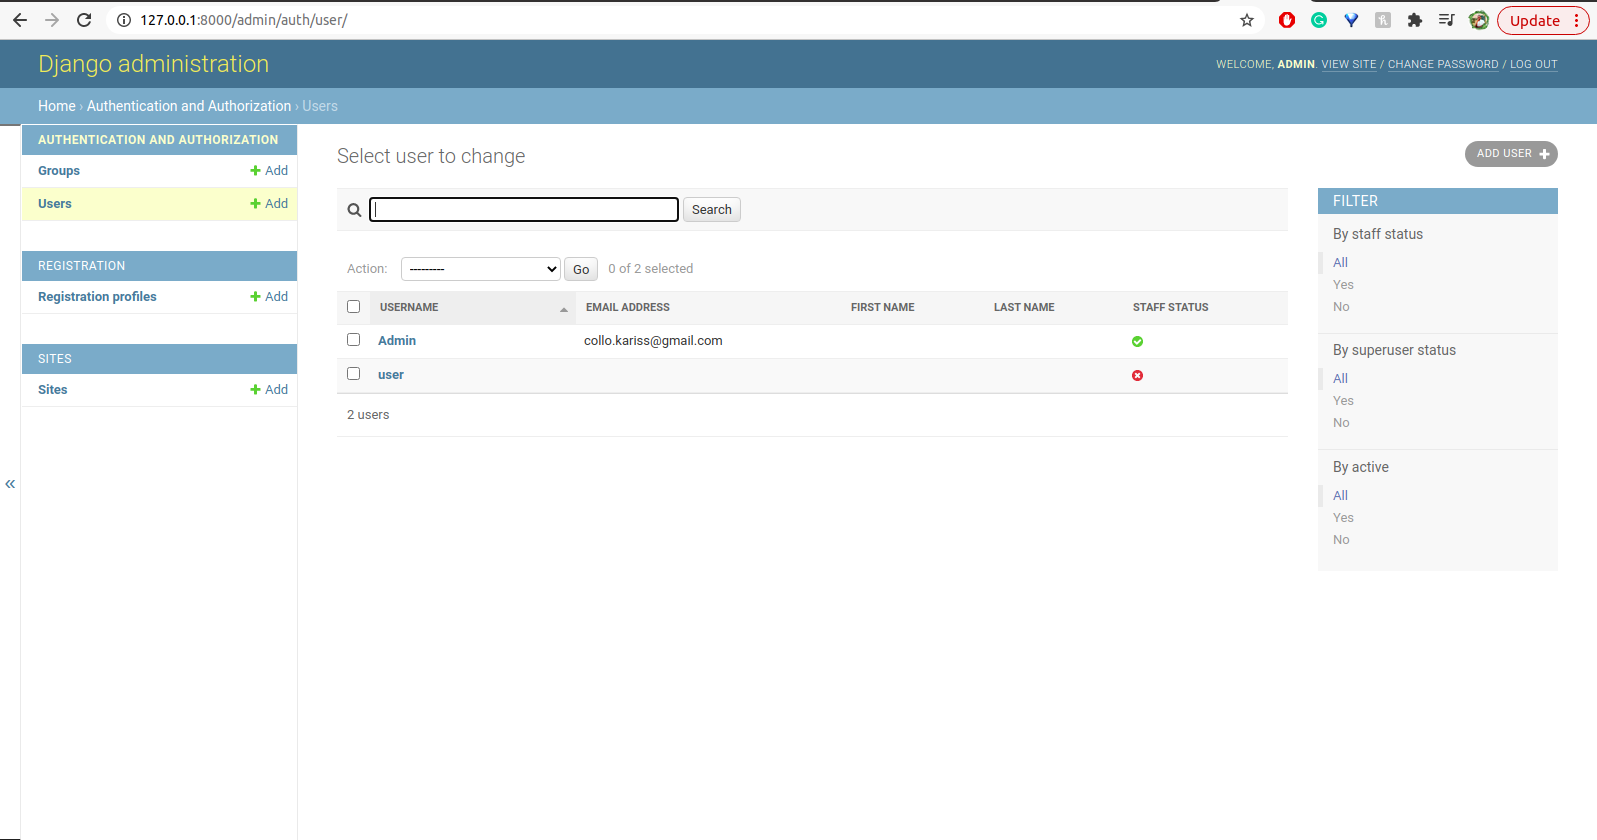 127.0.0.1:8000/admin/auth/user/
Update
Django administration
WELCOME, ADMIN. VIEW SITE / CHANGE PASSWORD / LOG OUT
Home › Authentication and Authorization › Users
AUTHENTICATION AND AUTHORIZATION
Groups + Add
Users + Add
REGISTRATION
Registration profiles + Add
SITES
Sites + Add
«
Select user to change
ADD USER +
Search
Action: --------- Go 0 of 2 selected
USERNAME EMAIL ADDRESS FIRST NAME LAST NAME STAFF STATUS
Admin collo.kariss@gmail.com
user
2 users
FILTER
By staff status
All
Yes
No
By superuser status
All
Yes
No
By active
All
Yes
No